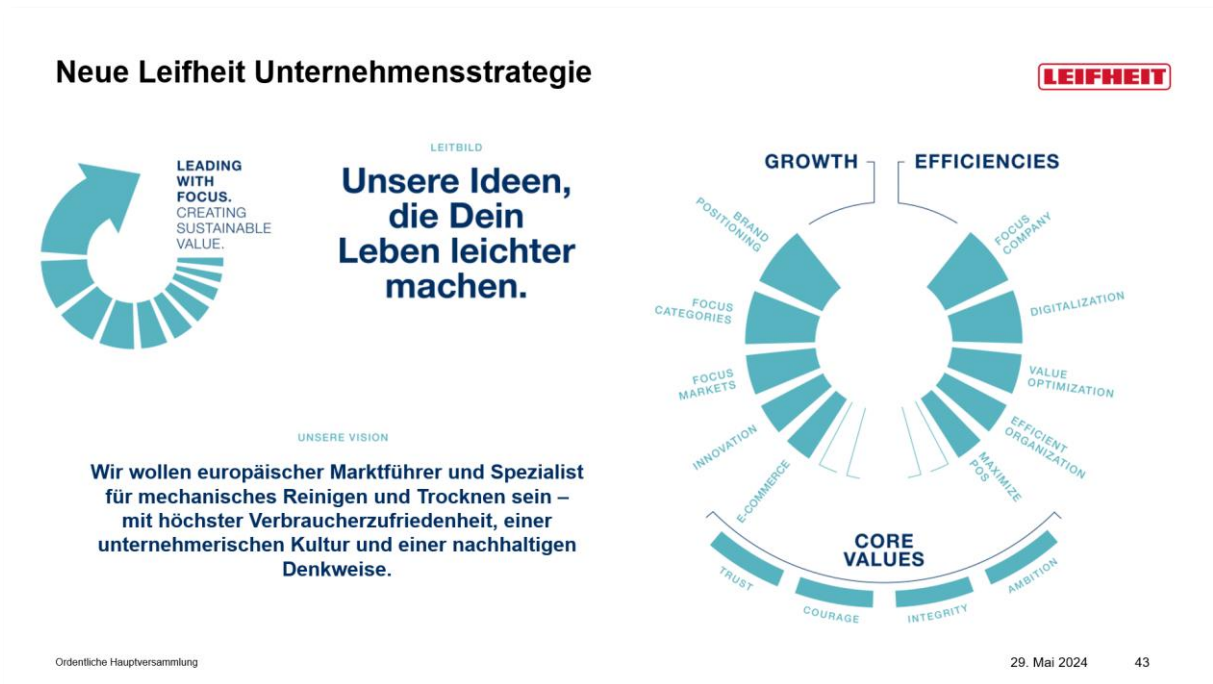 Neue Leifheit Unternehmensstrategie
LEIFHEIT
LEADING
WITH
FOCUS.
CREATING
SUSTAINABLE
VALUE.
LEITBILD
Unsere Ideen,
die Dein
Leben leichter
machen.
UNSERE VISION
Wir wollen europäischer Marktführer und Spezialist
für mechanisches Reinigen und Trocknen sein –
mit höchster Verbraucherzufriedenheit, einer
unternehmerischen Kultur und einer nachhaltigen
Denkweise.
GROWTH
EFFICIENCIES
BRAND
POSITIONING
FOCUS
CATEGORIES
FOCUS
MARKETS
INNOVATION
E-COMMERCE
FOCUS
COMPANY
DIGITALIZATION
VALUE
OPTIMIZATION
EFFICIENT
ORGANIZATION
MAXIMIZE
POS
CORE
VALUES
TRUST
COURAGE
INTEGRITY
AMBITION
Ordentliche Hauptversammlung
29. Mai 2024
43